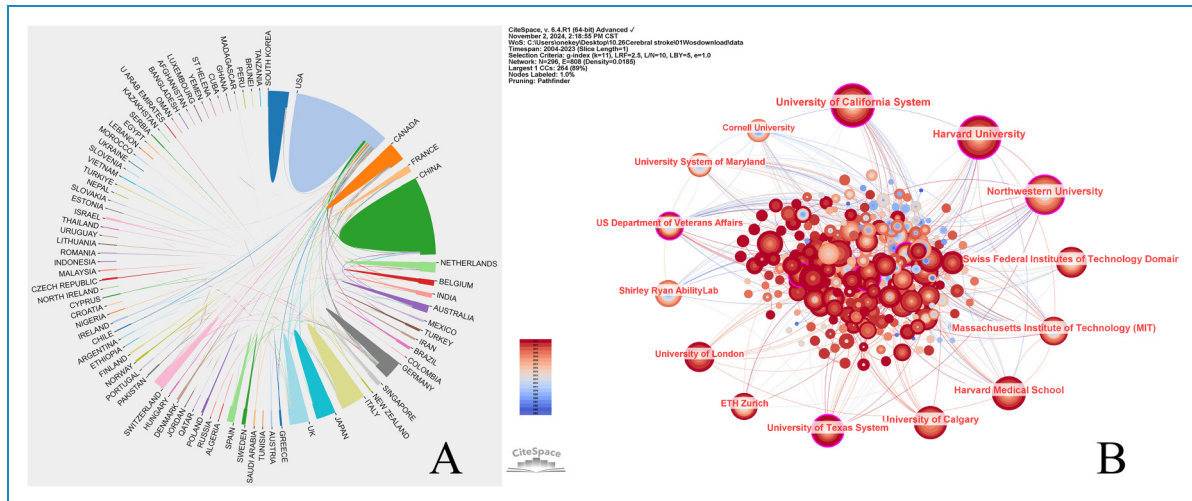 SOUTH KOREA
USA
CANADA
FRANCE
CHINA
NETHERLANDS
BELGIUM
INDIA
AUSTRALIA
MEXICO
TURKEY
IRAN
BRAZIL
COLOMBIA
GERMANY
SINGAPORE
NEW ZEALAND
ITALY
JAPAN
UK
GREECE
AUSTRIA
TUNISIA
SAUDI ARABIA
SWEDEN
SPAIN
ALGERIA
RUSSIA
POLAND
QATAR
JORDAN
DENMARK
HUNGARY
SWITZERLAND
PAKISTAN
PORTUGAL
NORWAY
FINLAND
ETHIOPIA
ARGENTINA
CHILE
IRELAND
NIGERIA
CROATIA
CYPRUS
NORTH IRELAND
CZECH REPUBLIC
MALAYSIA
INDONESIA
ROMANIA
LITHUANIA
URUGUAY
THAILAND
ISRAEL
ESTONIA
SLOVAKIA
NEPAL
TURKIYE
VIETNAM
SLOVENIA
UKRAINE
MOROCCO
LEBANON
EGYPT
SERBIA
KAZAKHSTAN
U ARAB EMIRATES
OMAN
BANGLADESH
AFGHANISTAN
LUXEMBOURG
YEMEN
ST HELENA
CUBA
GHANA
MADAGASCAR
PERU
BRUNEI
TANZANIA
A
CiteSpace, v. 6.4.R1 (64-bit) Advanced ✓
November 2, 2024, 2:18:55 PM CST
WoS: C:\Users\onekey\Desktop\10.26Cerebral stroke\01Wosdownload\data
Timespan: 2004-2023 (Slice Length=1)
Selection Criteria: g-index (k=11), LRF=2.5, L/N=10, LBY=5, e=1.0
Network: N=296, E=808 (Density=0.0185)
Largest 1 CCs: 264 (89%)
Nodes Labeled: 1.0%
Pruning: Pathfinder
University of California System
Cornell University
Harvard University
University System of Maryland
Northwestern University
US Department of Veterans Affairs
Swiss Federal Institutes of Technology Domain
Shirley Ryan AbilityLab
Massachusetts Institute of Technology (MIT)
University of London
Harvard Medical School
ETH Zurich
University of Calgary
University of Texas System
CiteSpace
B